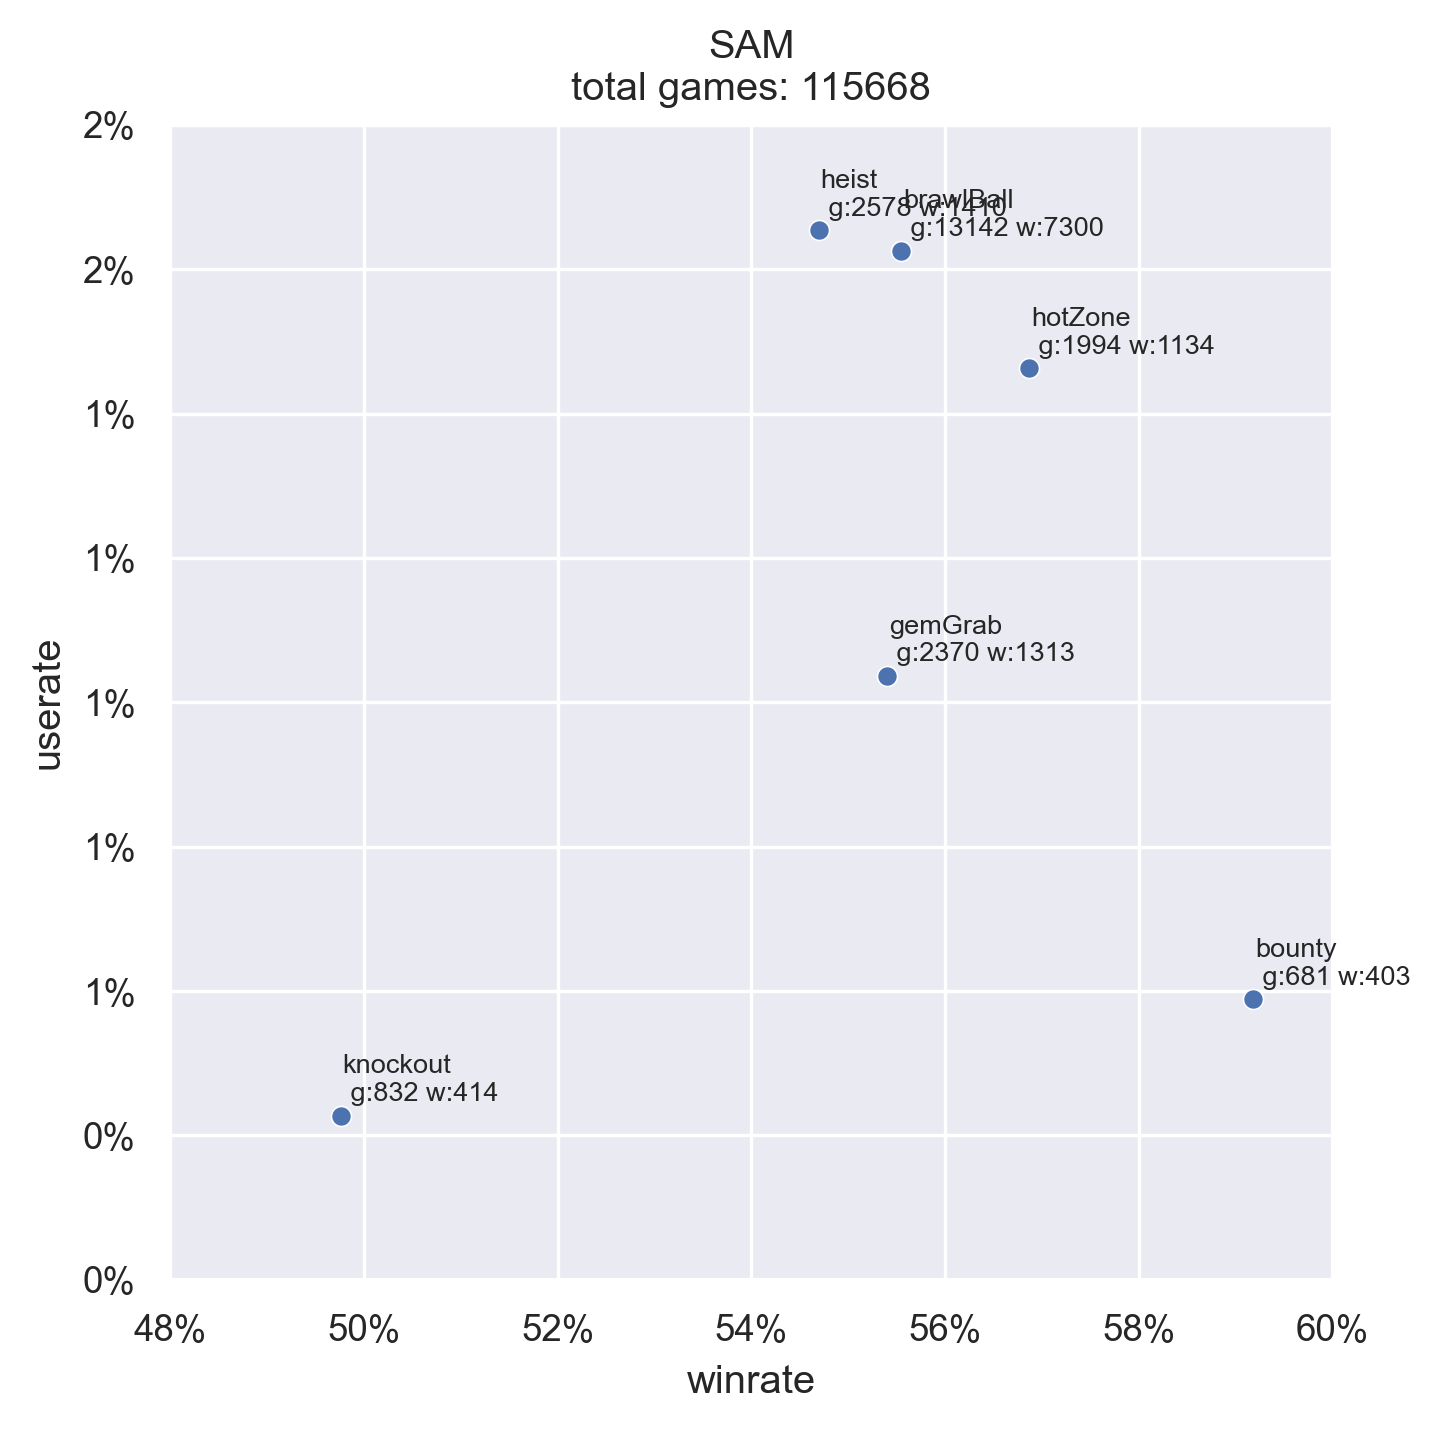 SAM
total games: 115668
2%
2%
1%
1%
1%
1%
1%
0%
0%
userate
heist
g:2578 w:1410
brawlBall
g:13142 w:7300
hotZone
g:1994 w:1134
gemGrab
g:2370 w:1313
bounty
g:681 w:403
knockout
g:832 w:414
48%
50%
52%
54%
56%
58%
60%
winrate